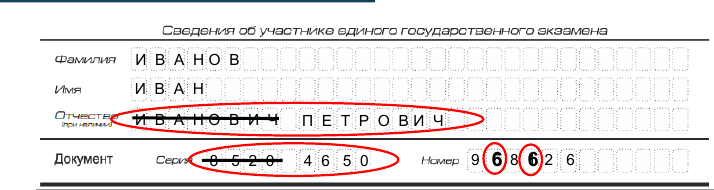 Сведения об участнике единого государственного экзамена
Фамилия ИВАНОВ
Имя ИВАН
Отчество ИВАНОВИЧ ПЕТРОВИЧ
(при наличии)
Документ Серия 8520 4650 Номер 968626